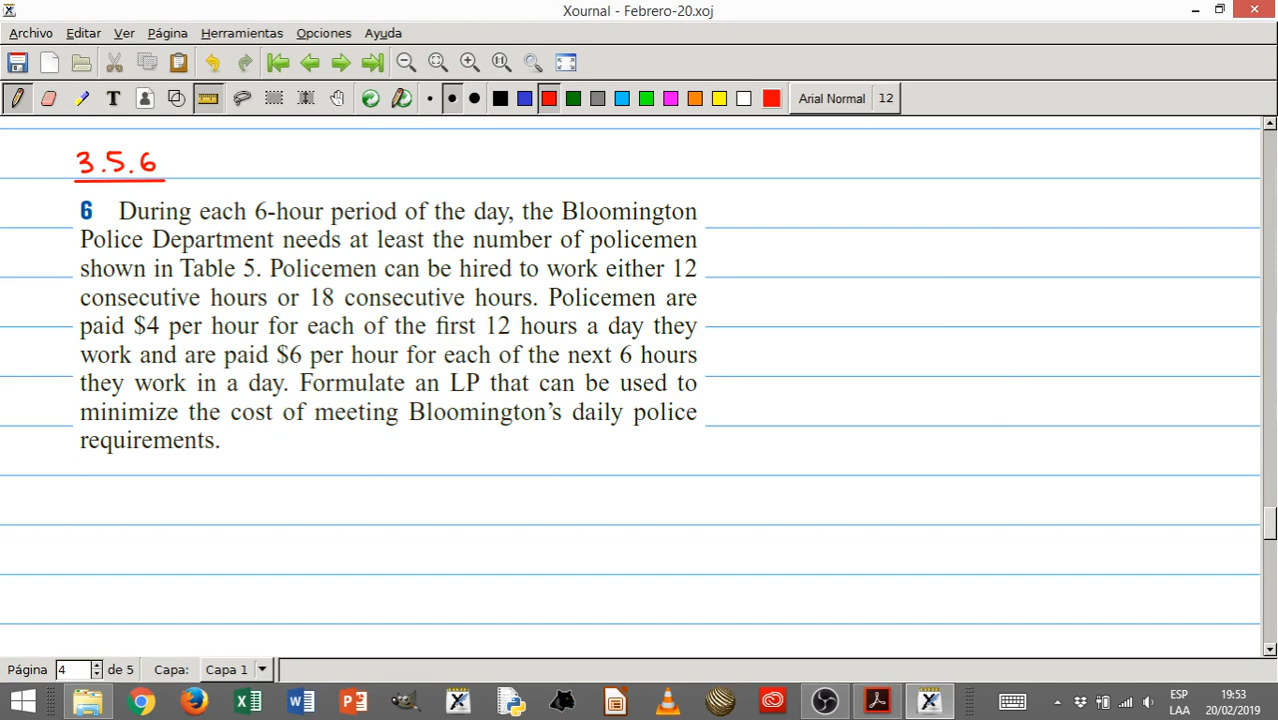 Xournal - Febrero-20.xoj
Archivo Editar Ver Página Herramientas Opciones Ayuda
T Arial Normal 12
3.5.6
6 During each 6-hour period of the day, the Bloomington
Police Department needs at least the number of policemen
shown in Table 5. Policemen can be hired to work either 12
consecutive hours or 18 consecutive hours. Policemen are
paid $4 per hour for each of the first 12 hours a day they
work and are paid $6 per hour for each of the next 6 hours
they work in a day. Formulate an LP that can be used to
minimize the cost of meeting Bloomington’s daily police
requirements.
Página 4 de 5 Capa: Capa 1
ESP 19:53
LAA 20/02/2019